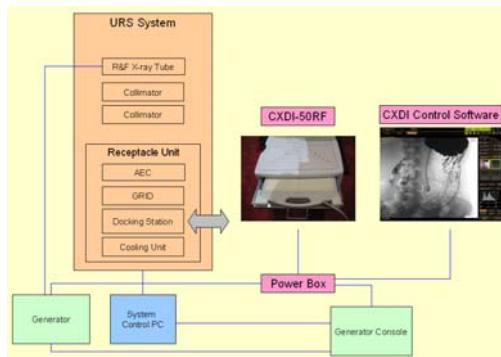 URS System
R&F X-ray Tube
Collimator
Collimator
Receptacle Unit
AEC
GRID
Docking Station
Cooling Unit
CXDI-50RF
CXDI Control Software
Power Box
Generator
System
Control PC
Generator Console